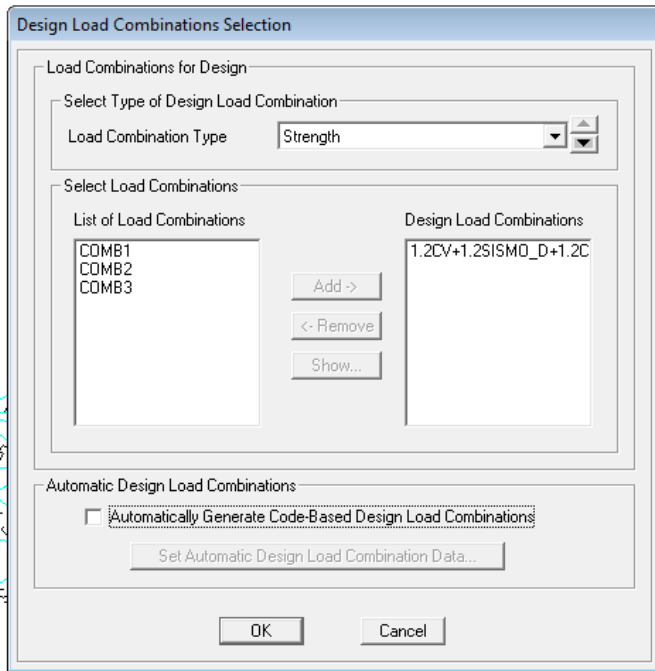 Design Load Combinations Selection
Load Combinations for Design
Select Type of Design Load Combination
Load Combination Type
Strength
Select Load Combinations
List of Load Combinations
Design Load Combinations
COMB1
COMB2
COMB3
1.2CV+1.2SISMO_D+1.2C
Add ->
<- Remove
Show...
Automatic Design Load Combinations
Automatically Generate Code-Based Design Load Combinations
Set Automatic Design Load Combination Data...
OK
Cancel